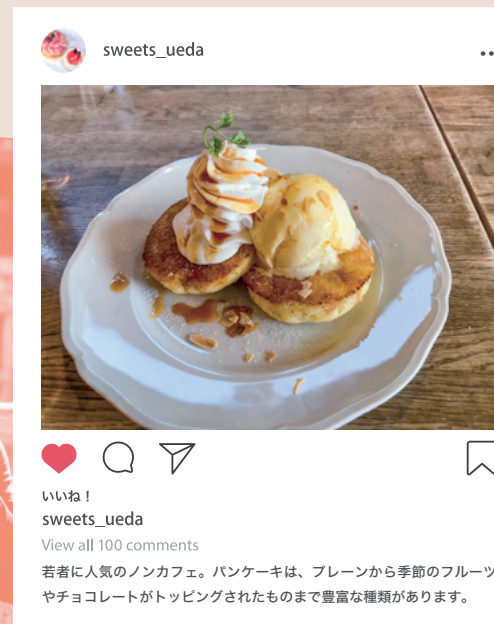 sweets_ueda
いいね！
sweets_ueda
View all 100 comments
若者に人気のノンカフェ。パンケーキは、プレーンから季節のフルーツ
やチョコレートがトッピングされたものまで豊富な種類があります。